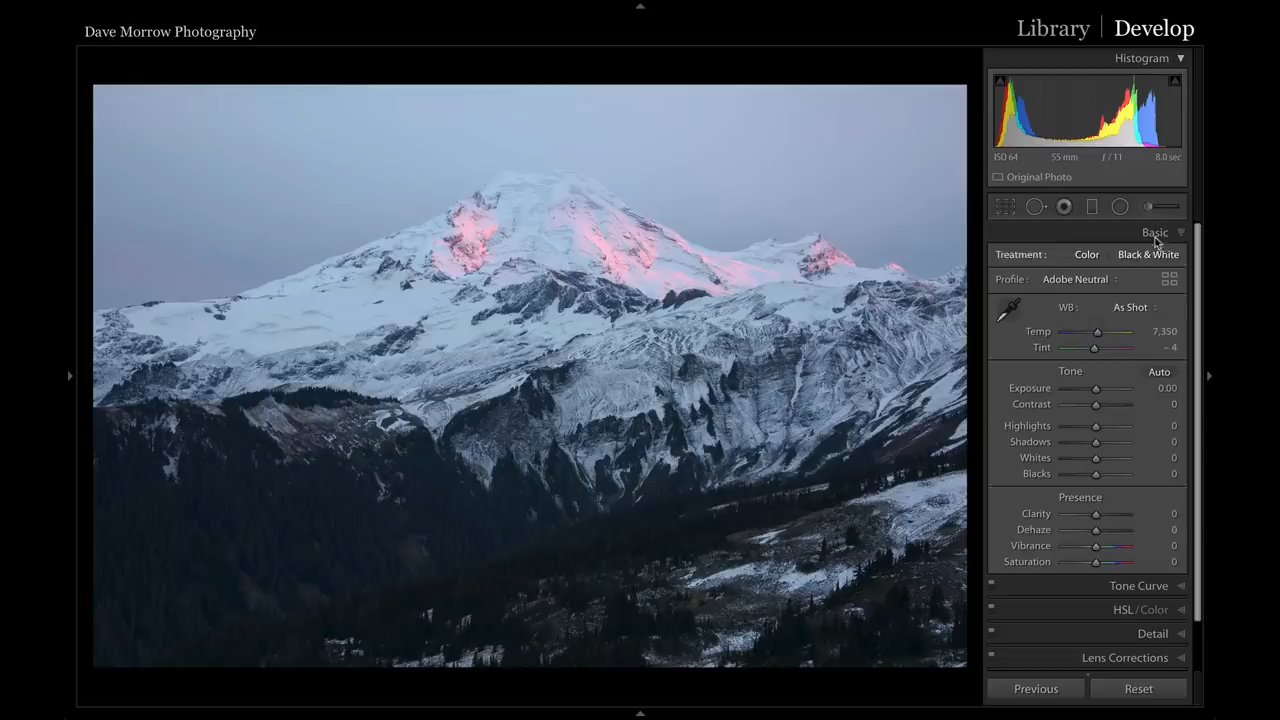 Dave Morrow Photography
Library | Develop
Histogram
ISO 64 55 mm ƒ / 11 8.0 sec
Original Photo
Basic
Treatment : Color Black & White
Profile : Adobe Neutral
WB : As Shot
Temp 7,350
Tint – 4
Tone Auto
Exposure 0.00
Contrast 0
Highlights 0
Shadows 0
Whites 0
Blacks 0
Presence
Clarity 0
Dehaze 0
Vibrance 0
Saturation 0
Tone Curve
HSL / Color
Detail
Lens Corrections
Previous Reset